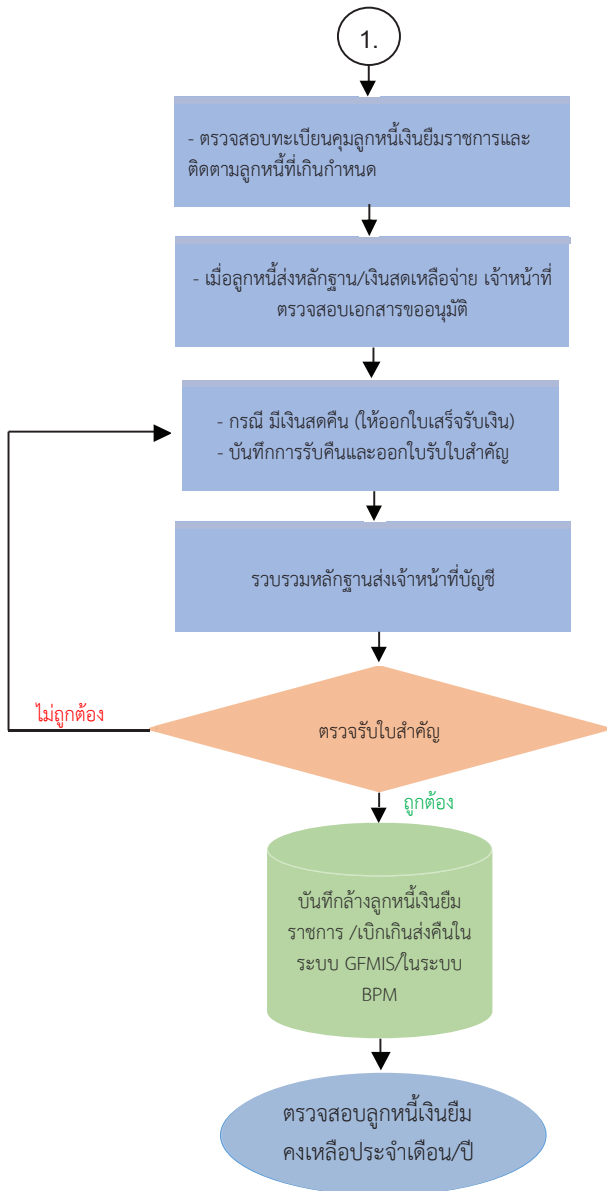 1.
- ตรวจสอบทะเบียนคุมลูกหนี้เงินยืมราชการและ
ติดตามลูกหนี้ที่เกินกำหนด
- เมื่อลูกหนี้ส่งหลักฐาน/เงินสดเหลือจ่าย เจ้าหน้าที่
ตรวจสอบเอกสารขออนุมัติ
- กรณี มีเงินสดคืน (ให้ออกใบเสร็จรับเงิน)
- บันทึกการรับคืนและออกใบรับใบสำคัญ
รวบรวมหลักฐานส่งเจ้าหน้าที่บัญชี
ไม่ถูกต้อง
ตรวจรับใบสำคัญ
ถูกต้อง
บันทึกล้างลูกหนี้เงินยืม
ราชการ /เบิกเกินส่งคืนใน
ระบบ GFMIS/ในระบบ
BPM
ตรวจสอบลูกหนี้เงินยืม
คงเหลือประจำเดือน/ปี